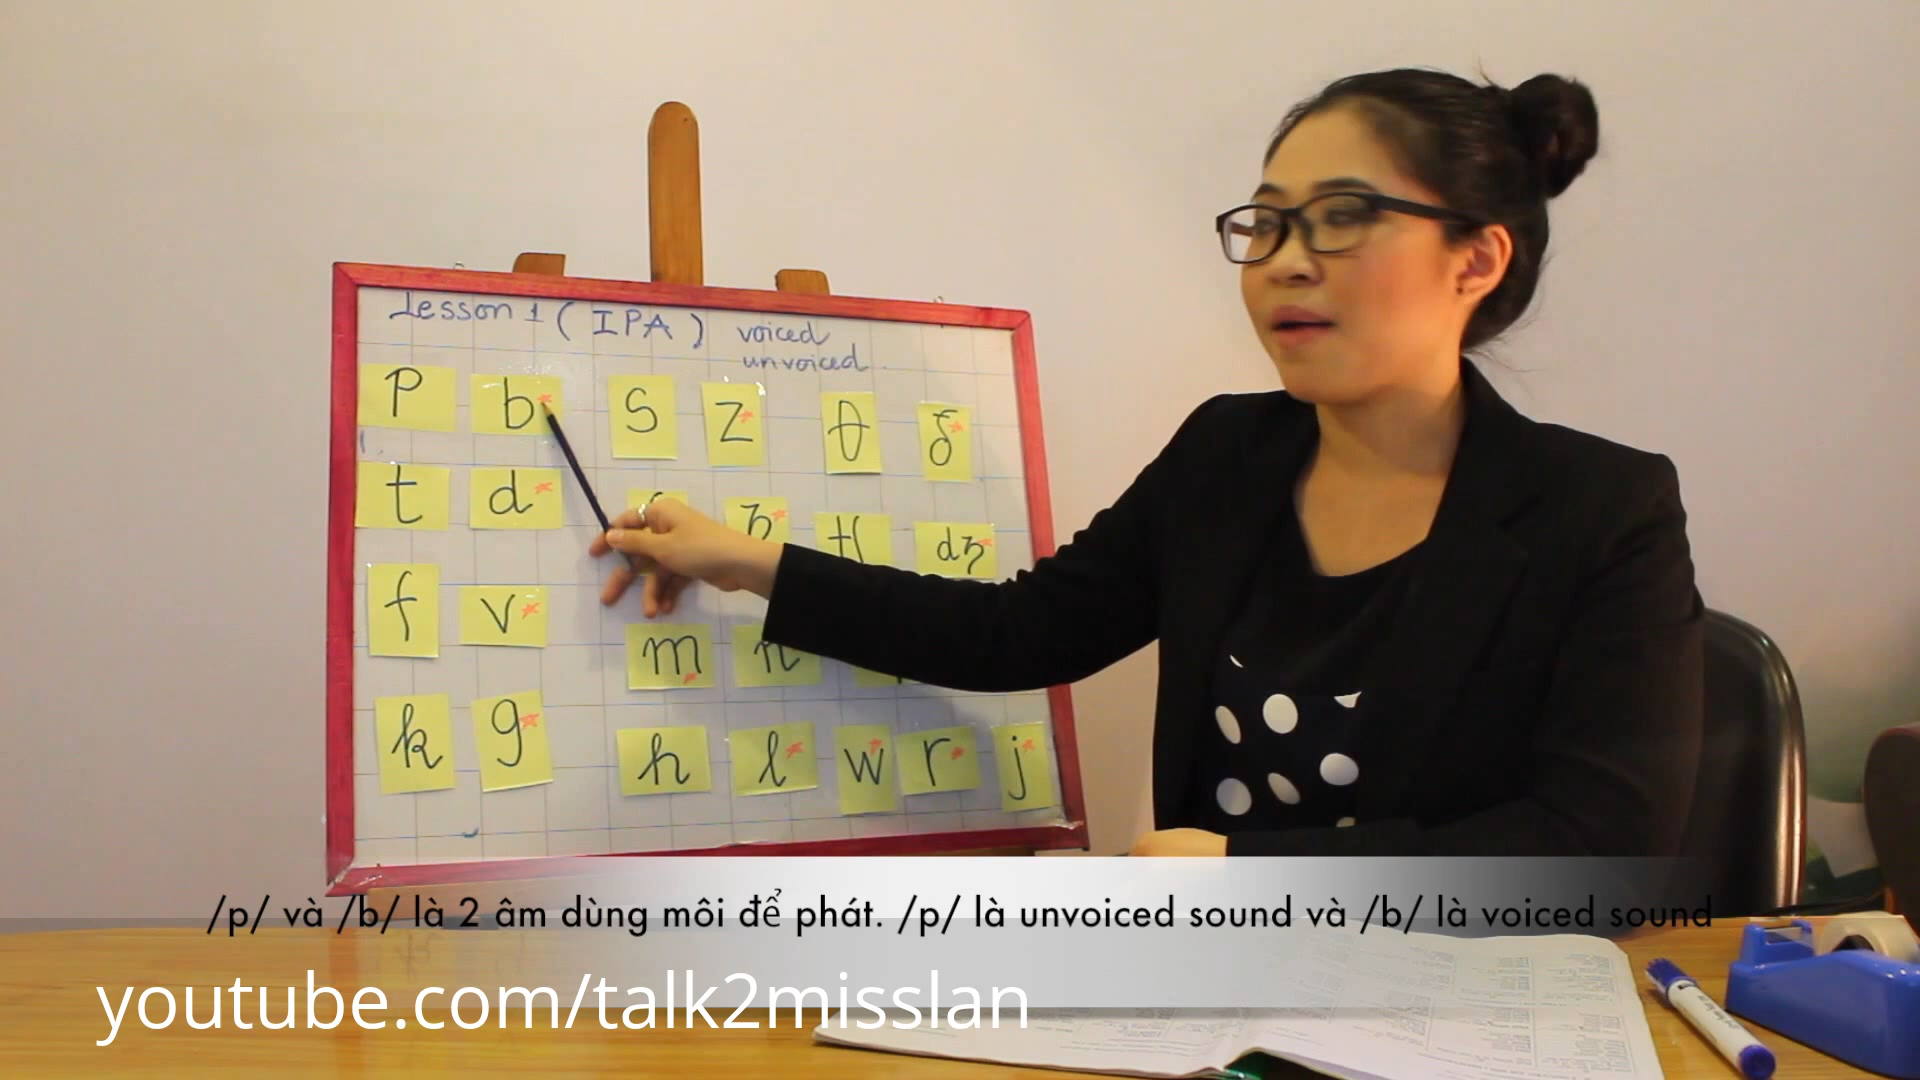 Lesson 1 (IPA) voiced
unvoiced
p b s z θ ð
t d ʒ tʃ dʒ
f v m n
k g h l w r j
/p/ và /b/ là 2 âm dùng môi để phát. /p/ là unvoiced sound và /b/ là voiced sound
youtube.com/talk2misslan